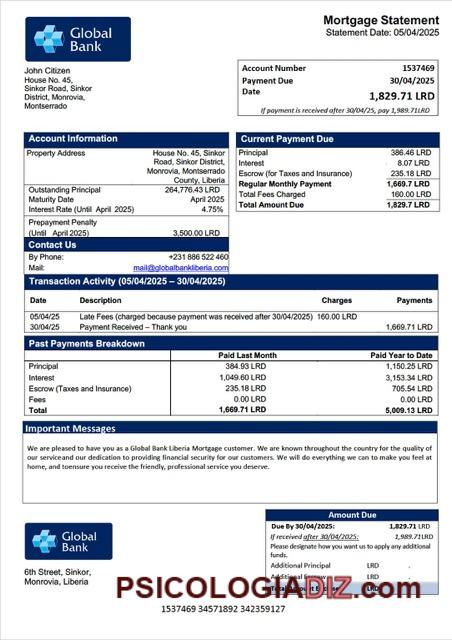 Global
Bank
Mortgage Statement
Statement Date: 05/04/2025
John Citizen
House No. 45,
Sinkor Road, Sinkor
District, Monrovia,
Montserrado
Account Number 1537469
Payment Due 30/04/2025
Date
1,829.71 LRD
If payment is received after 30/04/25, pay 1,989.71LRD
Account Information
Property Address House No. 45, Sinkor
Road, Sinkor District,
Monrovia, Montserrado
County, Liberia
Outstanding Principal 264,776.43 LRD
Maturity Date April 2025
Interest Rate (Until April 2025) 4.75%
Prepayment Penalty
(Until April 2025) 3,500.00 LRD
Contact Us
By Phone: +231 886 522 460
Mail: mail@globalbankliberia.com
Current Payment Due
Principal 386.46 LRD
Interest 8.07 LRD
Escrow (for Taxes and Insurance) 235.18 LRD
Regular Monthly Payment 1,669.7 LRD
Total Fees Charged 160.00 LRD
Total Amount Due 1,829.7 LRD
Transaction Activity (05/04/2025 – 30/04/2025)
Date Description Charges Payments
05/04/25 Late Fees (charged because payment was received after 30/04/2025) 160.00 LRD
30/04/25 Payment Received – Thank you 1,669.71 LRD
Past Payments Breakdown
Paid Last Month Paid Year to Date
Principal 384.93 LRD 1,150.25 LRD
Interest 1,049.60 LRD 3,153.34 LRD
Escrow (Taxes and Insurance) 235.18 LRD 705.54 LRD
Fees 0.00 LRD 0.00 LRD
Total 1,669.71 LRD 5,009.13 LRD
Important Messages
We are pleased to have you as a Global Bank Liberia Mortgage customer. We are known throughout the country for the quality of
our service and our dedication to providing financial security for our customers. We will do everything we can to make you feel at
home, and toensure you receive the friendly, professional service you deserve.
Global
Bank
6th Street, Sinkor,
Monrovia, Liberia
Amount Due
Due By 30/04/2025: 1,829.71 LRD
If received after 30/04/2025: 1,989.71LRD
Please designate how you want us to apply any additional
funds.
Additional Principal LRD .
Additional Escrow LRD .
PSICOLOGIADIZ.com
1537469 34571892 342359127